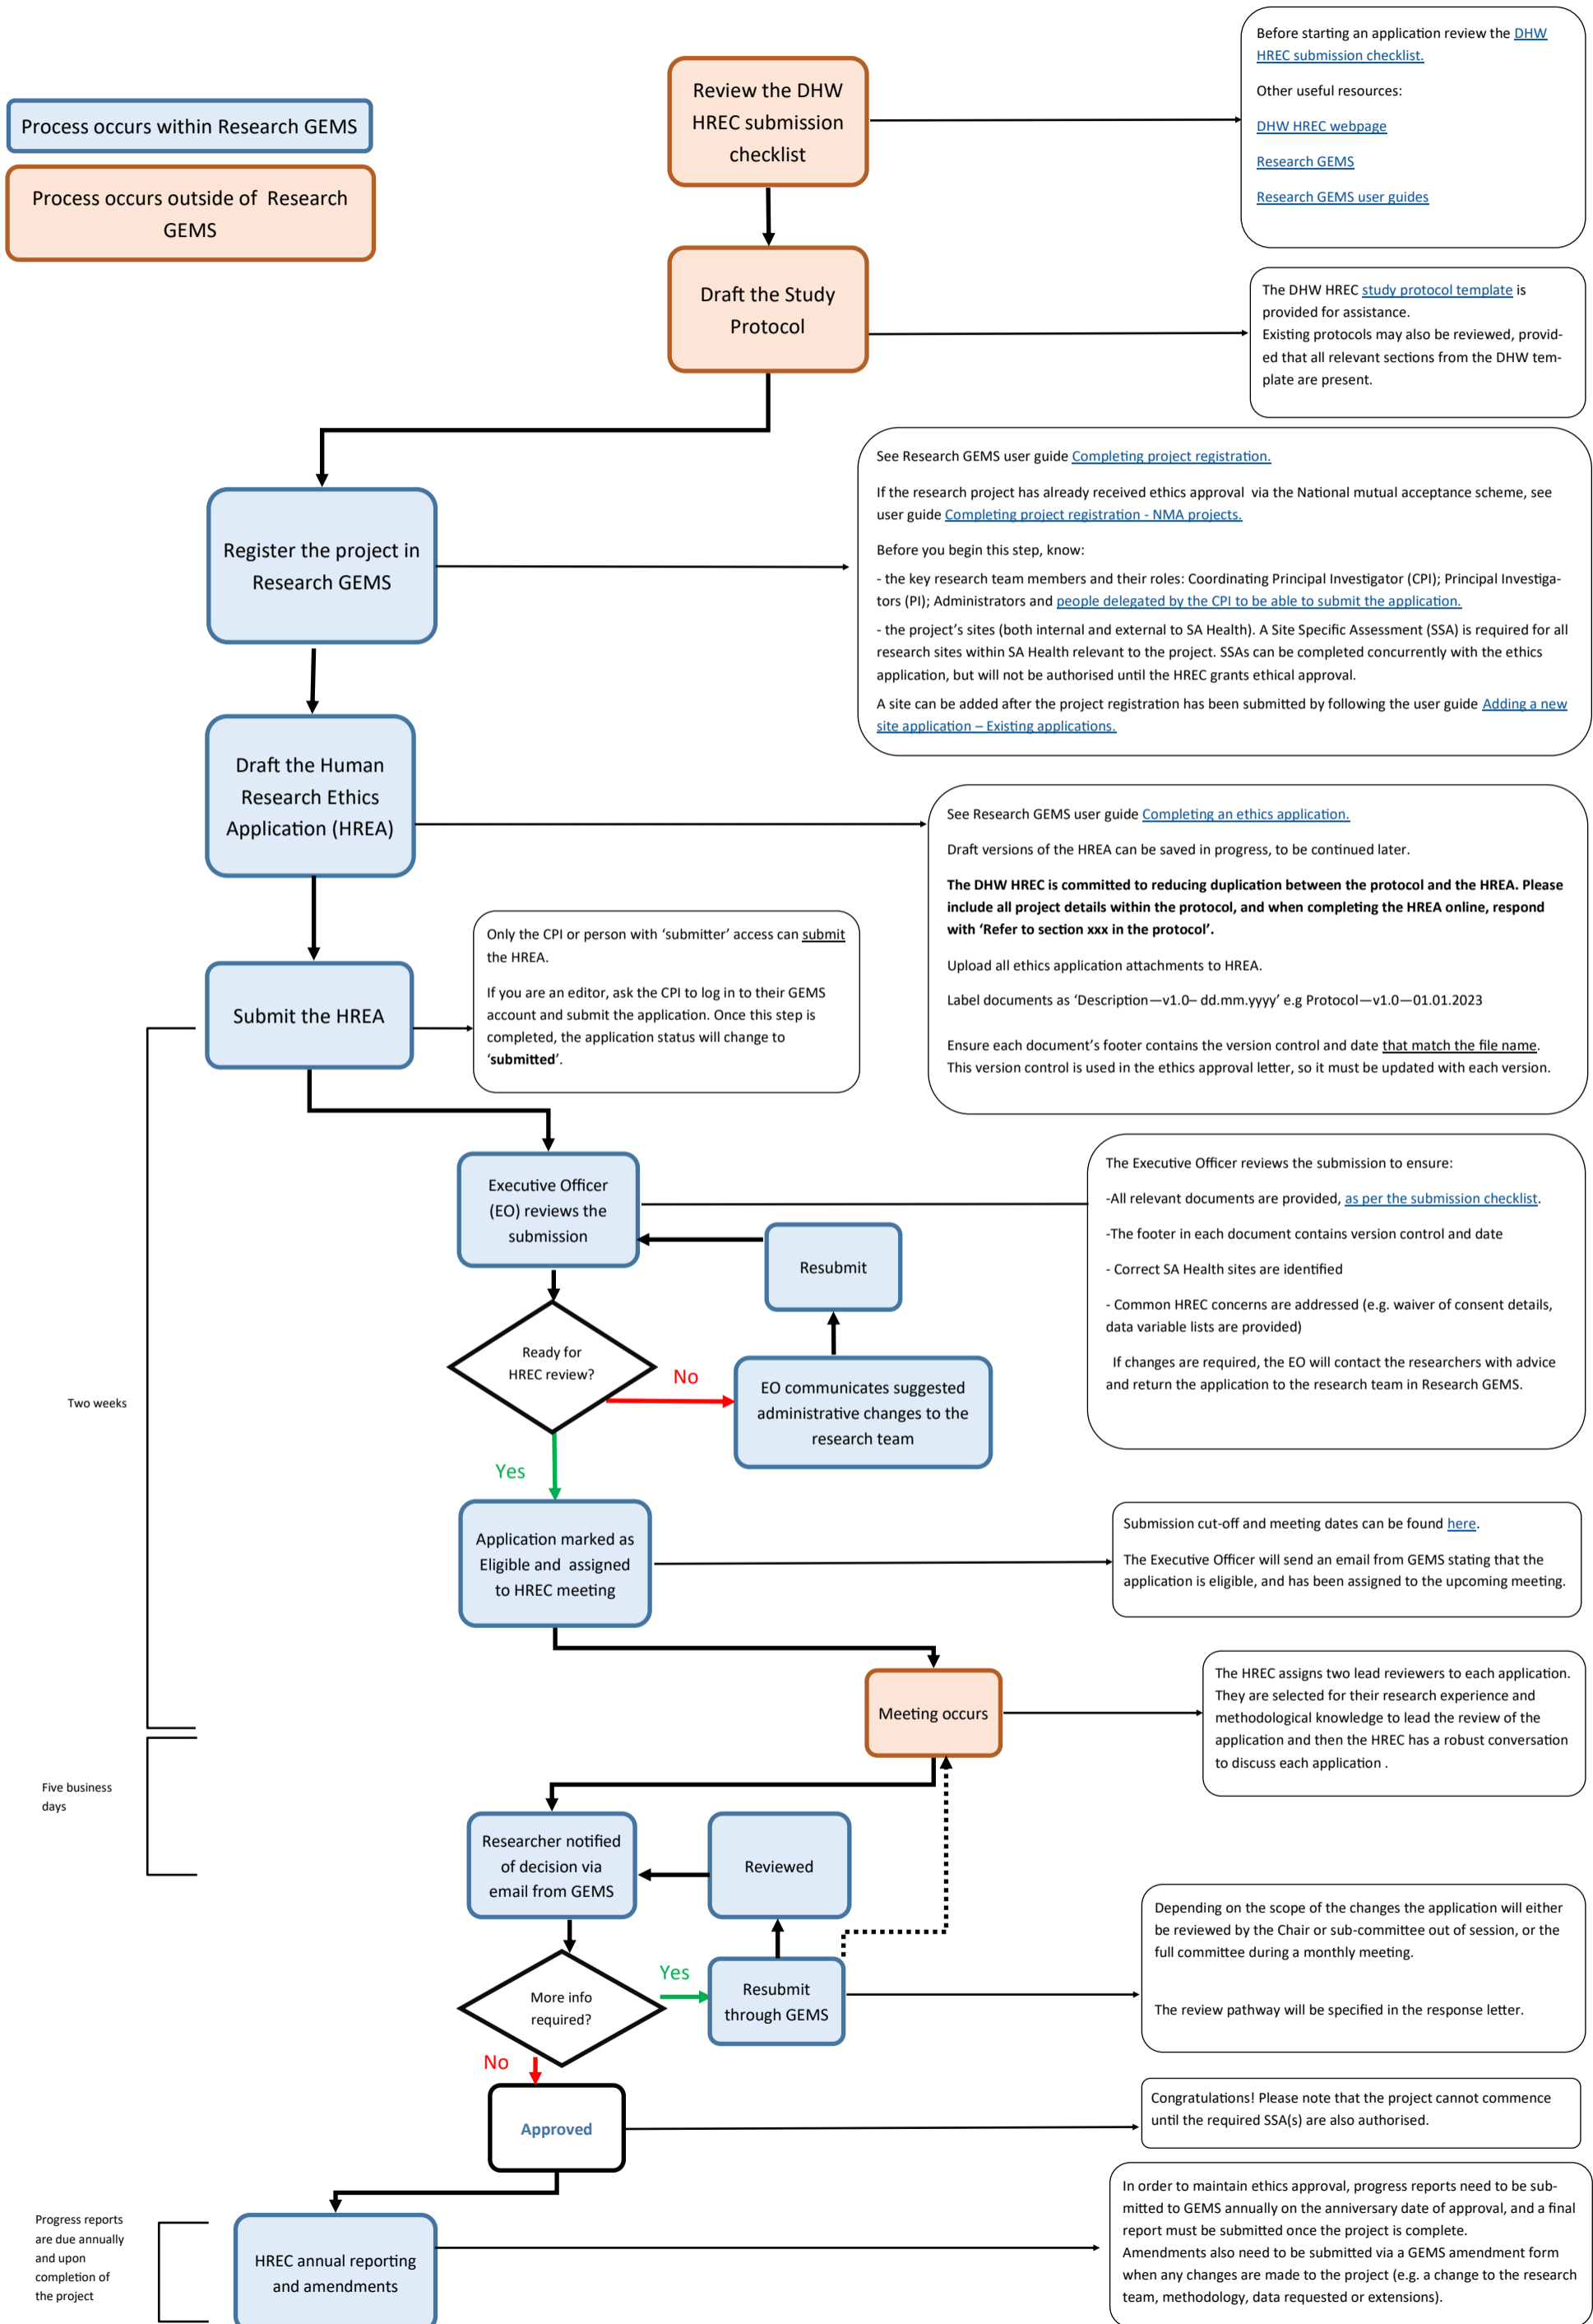 Process occurs within Research GEMS
Process occurs outside of Research
GEMS
Review the DHW
HREC submission
checklist
Before starting an application review the DHW
HREC submission checklist.
Other useful resources:
DHW HREC webpage
Research GEMS
Research GEMS user guides
Draft the Study
Protocol
The DHW HREC study protocol template is
provided for assistance.
Existing protocols may also be reviewed, provid-
ed that all relevant sections from the DHW tem-
plate are present.
Register the project in
Research GEMS
See Research GEMS user guide Completing project registration.
If the research project has already received ethics approval via the National mutual acceptance scheme, see
user guide Completing project registration - NMA projects.
Before you begin this step, know:
- the key research team members and their roles: Coordinating Principal Investigator (CPI); Principal Investiga-
tors (PI); Administrators and people delegated by the CPI to be able to submit the application.
- the project's sites (both internal and external to SA Health). A Site Specific Assessment (SSA) is required for all
research sites within SA Health relevant to the project. SSAs can be completed concurrently with the ethics
application, but will not be authorised until the HREC grants ethical approval.
A site can be added after the project registration has been submitted by following the user guide Adding a new
site application – Existing applications.
Draft the Human
Research Ethics
Application (HREA)
See Research GEMS user guide Completing an ethics application.
Draft versions of the HREA can be saved in progress, to be continued later.
The DHW HREC is committed to reducing duplication between the protocol and the HREA. Please
include all project details within the protocol, and when completing the HREA online, respond
with ‘Refer to section xxx in the protocol’.
Upload all ethics application attachments to HREA.
Label documents as ‘Description—v1.0– dd.mm.yyyy’ e.g Protocol—v1.0—01.01.2023
Ensure each document’s footer contains the version control and date that match the file name.
This version control is used in the ethics approval letter, so it must be updated with each version.
Submit the HREA
Only the CPI or person with ‘submitter’ access can submit
the HREA.
If you are an editor, ask the CPI to log in to their GEMS
account and submit the application. Once this step is
completed, the application status will change to
‘submitted’.
Two weeks
Executive Officer
(EO) reviews the
submission
The Executive Officer reviews the submission to ensure:
-All relevant documents are provided, as per the submission checklist.
-The footer in each document contains version control and date
- Correct SA Health sites are identified
- Common HREC concerns are addressed (e.g. waiver of consent details,
data variable lists are provided)
If changes are required, the EO will contact the researchers with advice
and return the application to the research team in Research GEMS.
Resubmit
Ready for
HREC review?
No
EO communicates suggested
administrative changes to the
research team
Yes
Application marked as
Eligible and assigned
to HREC meeting
Submission cut-off and meeting dates can be found here.
The Executive Officer will send an email from GEMS stating that the
application is eligible, and has been assigned to the upcoming meeting.
Meeting occurs
The HREC assigns two lead reviewers to each application.
They are selected for their research experience and
methodological knowledge to lead the review of the
application and then the HREC has a robust conversation
to discuss each application .
Five business
days
Researcher notified
of decision via
email from GEMS
Reviewed
More info
required?
Yes
Resubmit
through GEMS
Depending on the scope of the changes the application will either
be reviewed by the Chair or sub-committee out of session, or the
full committee during a monthly meeting.
The review pathway will be specified in the response letter.
No
Approved
Congratulations! Please note that the project cannot commence
until the required SSA(s) are also authorised.
Progress reports
are due annually
and upon
completion of
the project
HREC annual reporting
and amendments
In order to maintain ethics approval, progress reports need to be sub-
mitted to GEMS annually on the anniversary date of approval, and a final
report must be submitted once the project is complete.
Amendments also need to be submitted via a GEMS amendment form
when any changes are made to the project (e.g. a change to the research
team, methodology, data requested or extensions).